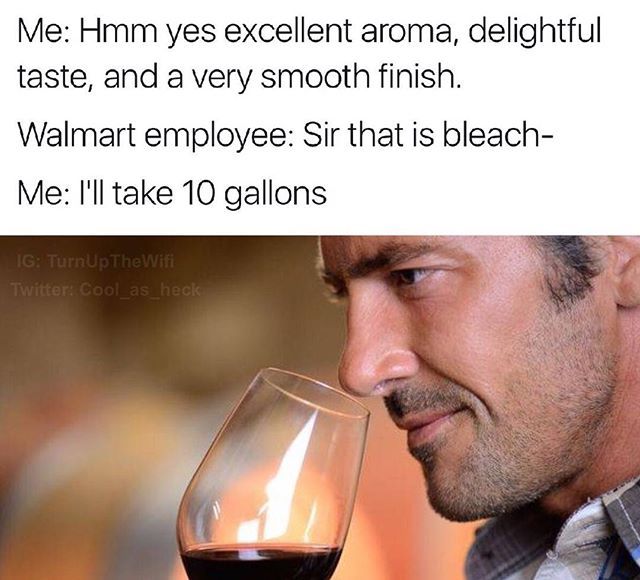 Me: Hmm yes excellent aroma, delightful
taste, and a very smooth finish.
Walmart employee: Sir that is bleach-
Me: I'll take 10 gallons
IG: TurnUpTheWifi
Twitter: Cool_as_heck